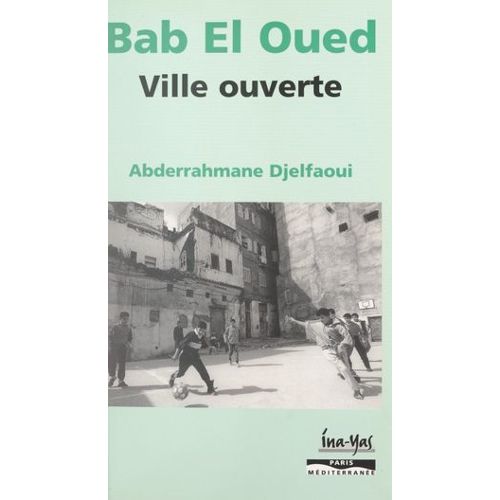 Bab El Oued
Ville ouverte
Abderrahmane Djelfaoui
ina-yas
PARIS
MÉDITERRANÉE